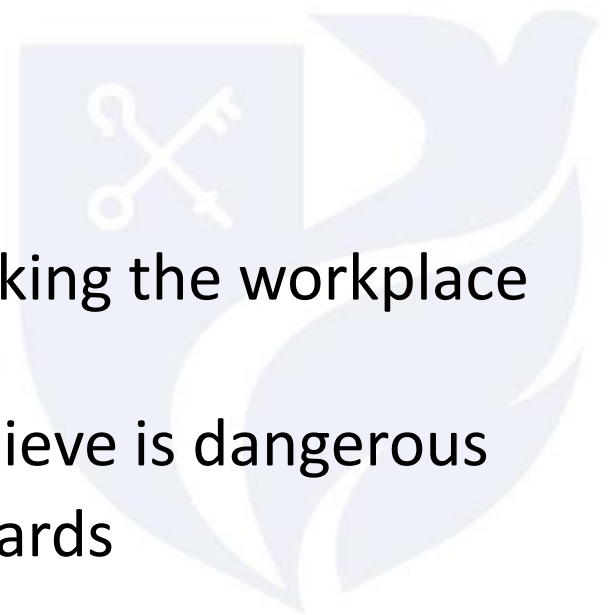 king the workplace
ieve is dangerous
ards